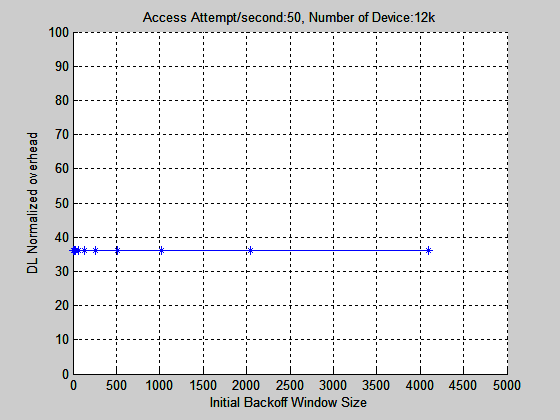 Access Attempt/second:50, Number of Device:12k
100
90
80
70
60
50
40
30
20
10
0
DL Normalized overhead
0 500 1000 1500 2000 2500 3000 3500 4000 4500 5000
Initial Backoff Window Size